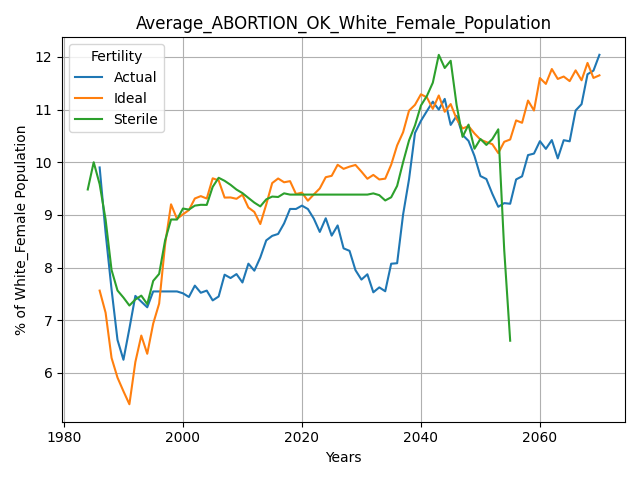 Average_ABORTION_OK_White_Female_Population
Fertility
Actual
Ideal
Sterile
% of White_Female Population
12
11
10
9
8
7
6
1980
2000
2020
2040
2060
Years